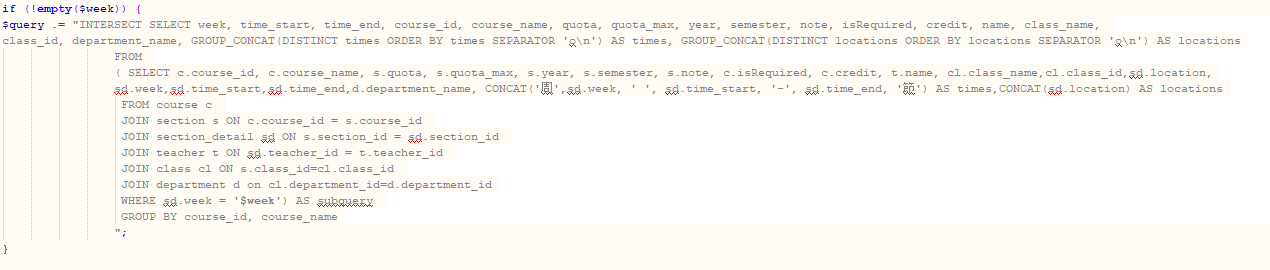 if (!empty($week)) {
$query .= "INTERSECT SELECT week, time_start, time_end, course_id, course_name, quota, quota_max, year, semester, note, isRequired, credit, name, class_name,
class_id, department_name, GROUP_CONCAT(DISTINCT times ORDER BY times SEPARATOR 'Q\n') AS times, GROUP_CONCAT(DISTINCT locations ORDER BY locations SEPARATOR 'Q\n') AS locations
FROM
( SELECT c.course_id, c.course_name, s.quota, s.quota_max, s.year, s.semester, s.note, c.isRequired, c.credit, t.name, cl.class_name,cl.class_id,sd.location,
sd.week,sd.time_start,sd.time_end,d.department_name, CONCAT('周',sd.week, ' ', sd.time_start, '-', sd.time_end, '節') AS times,CONCAT(sd.location) AS locations
FROM course c
JOIN section s ON c.course_id = s.course_id
JOIN section_detail sd ON s.section_id = sd.section_id
JOIN teacher t ON sd.teacher_id = t.teacher_id
JOIN class cl ON s.class_id=cl.class_id
JOIN department d on cl.department_id=d.department_id
WHERE sd.week = '$week') AS subquery
GROUP BY course_id, course_name
";
}